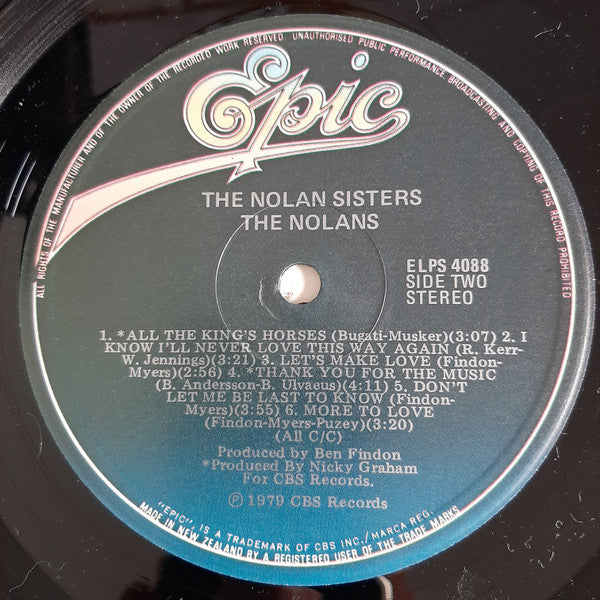 ALL RIGHTS OF THE MANUFACTURER AND OF THE OWNER OF THE RECORDED WORK RESERVED. UNAUTHORISED PUBLIC PERFORMANCE, BROADCASTING AND COPYING OF THIS RECORD PROHIBITED
Epic
THE NOLAN SISTERS
THE NOLANS
ELPS 4088
SIDE TWO
STEREO
1. *ALL THE KING'S HORSES (Bugati-Musker)(3:07) 2. I
KNOW I'LL NEVER LOVE THIS WAY AGAIN (R. Kerr-
W. Jennings)(3:21) 3. LET'S MAKE LOVE (Findon-
Myers)(2:56) 4. *THANK YOU FOR THE MUSIC
(B. Andersson-B. Ulvaeus)(4:11) 5. DON'T
LET ME BE LAST TO KNOW (Findon-
Myers)(3:55) 6. MORE TO LOVE
(Findon-Myers-Puzey)(3:20)
(All C/C)
Produced by Ben Findon
*Produced By Nicky Graham
For CBS Records.
Ⓟ 1979 CBS Records
"EPIC". IS A TRADEMARK OF CBS INC./MARCA REG.
MADE IN NEW ZEALAND BY A REGISTERED USER OF THE TRADE MARKS